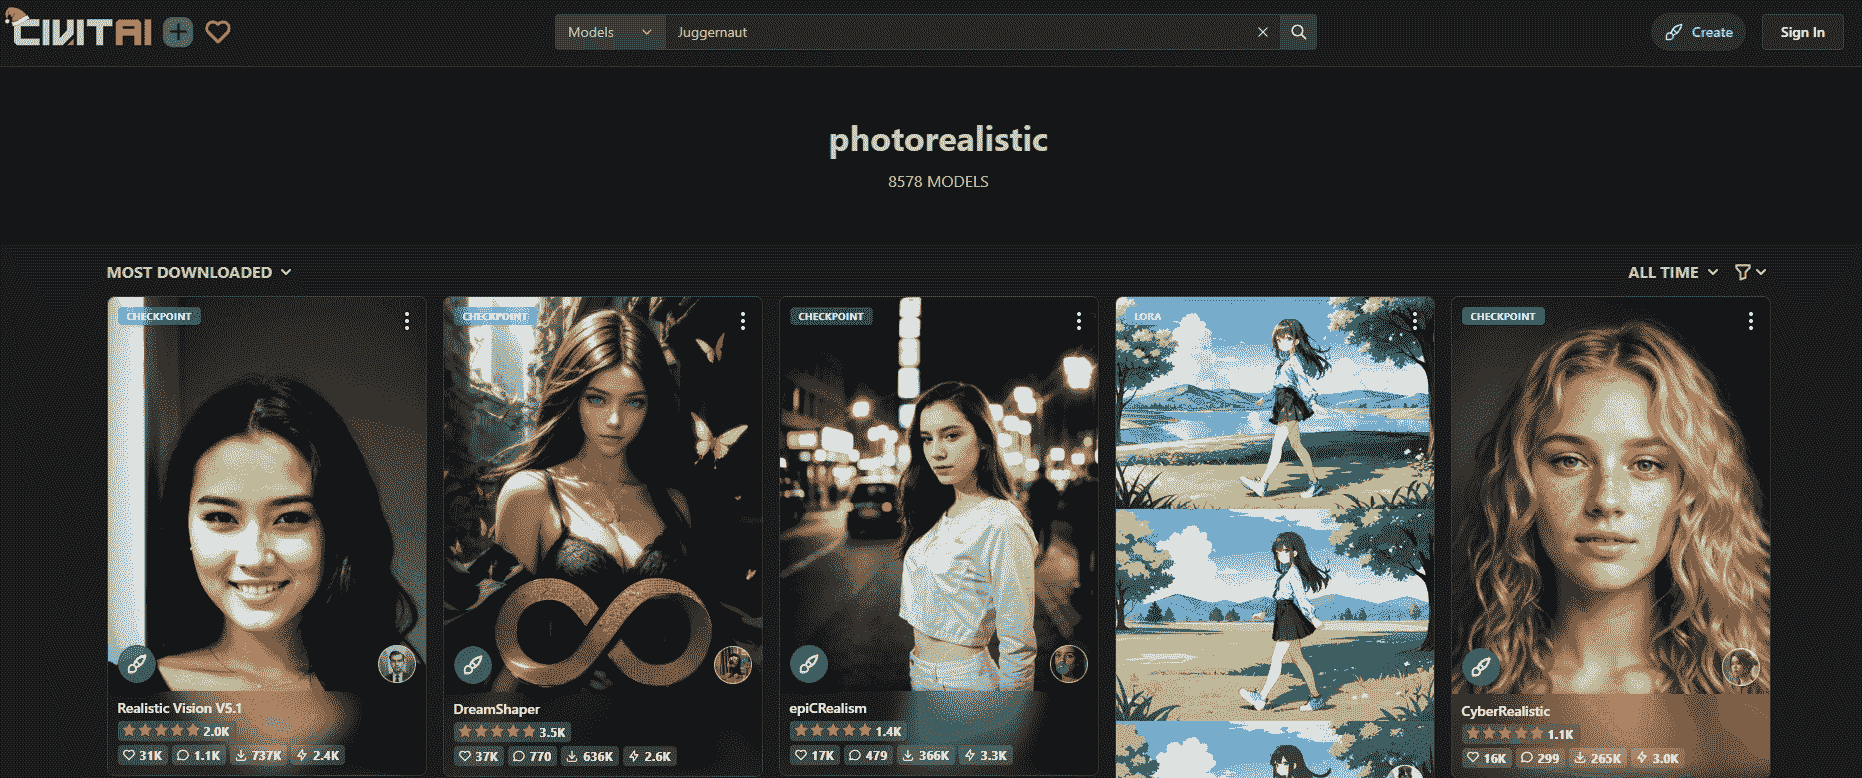 CIVITAI
Models
Juggernaut
Create
Sign In
photorealistic
8578 MODELS
MOST DOWNLOADED
ALL TIME
CHECKPOINT
CHECKPOINT
CHECKPOINT
LORA
CHECKPOINT
Realistic Vision V5.1
2.0K
31K 1.1K 737K 2.4K
DreamShaper
3.5K
37K 770 636K 2.6K
epiCRealism
1.4K
17K 479 366K 3.3K
CyberRealistic
1.1K
16K 299 265K 3.0K